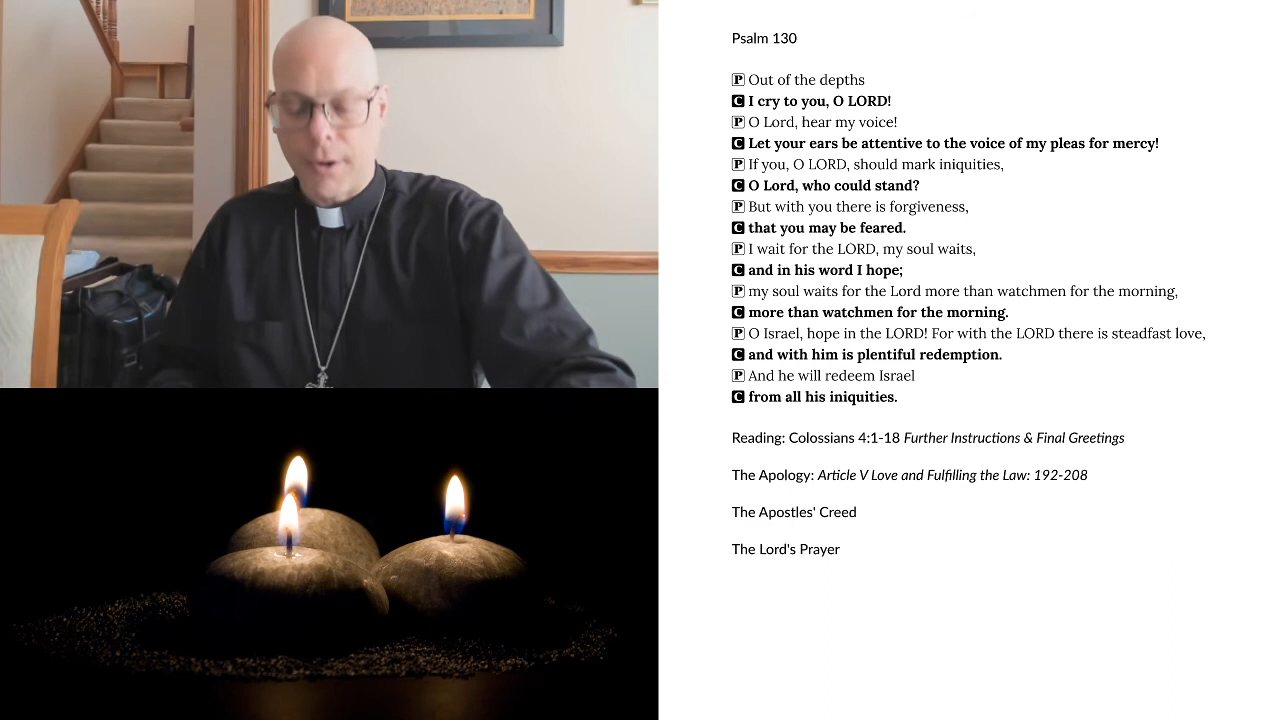 Psalm 130
P Out of the depths
C I cry to you, O LORD!
P O Lord, hear my voice!
C Let your ears be attentive to the voice of my pleas for mercy!
P If you, O LORD, should mark iniquities,
C O Lord, who could stand?
P But with you there is forgiveness,
C that you may be feared.
P I wait for the LORD, my soul waits,
C and in his word I hope;
P my soul waits for the Lord more than watchmen for the morning,
C more than watchmen for the morning.
P O Israel, hope in the LORD! For with the LORD there is steadfast love,
C and with him is plentiful redemption.
P And he will redeem Israel
C from all his iniquities.
Reading: Colossians 4:1-18 Further Instructions & Final Greetings
The Apology: Article V Love and Fulfilling the Law: 192-208
The Apostles' Creed
The Lord's Prayer